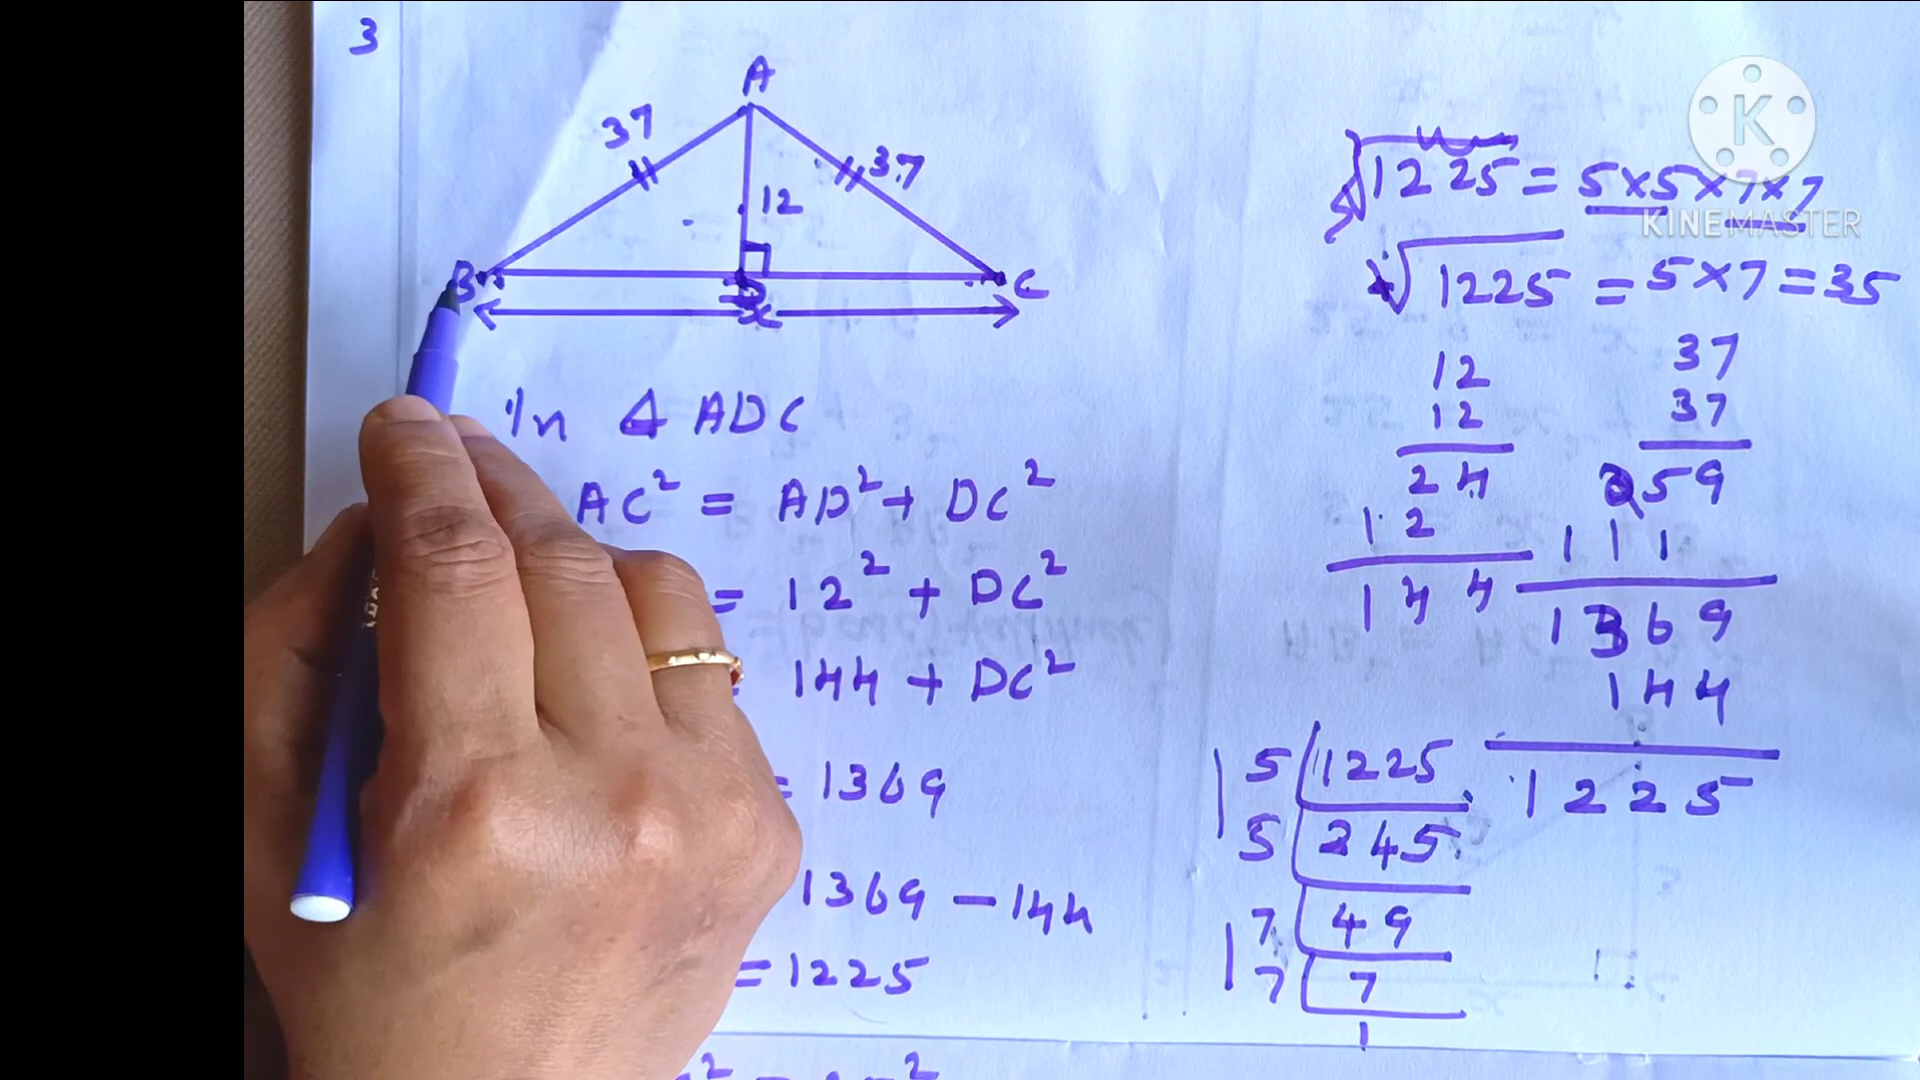 3
A
37
37
12
B
D
C
x
In Δ ADC
AC² = AD² + DC²
= 12² + DC²
144 + DC²
= 1369
1369 - 144
= 1225
√1225 = 5×5×7×7
√1225 = 5×7=35
12
12
24
12
144
37
37
259
111
1369
144
1225
5 1225
5 245
7 49
7 7
1
K
KINEMASTER